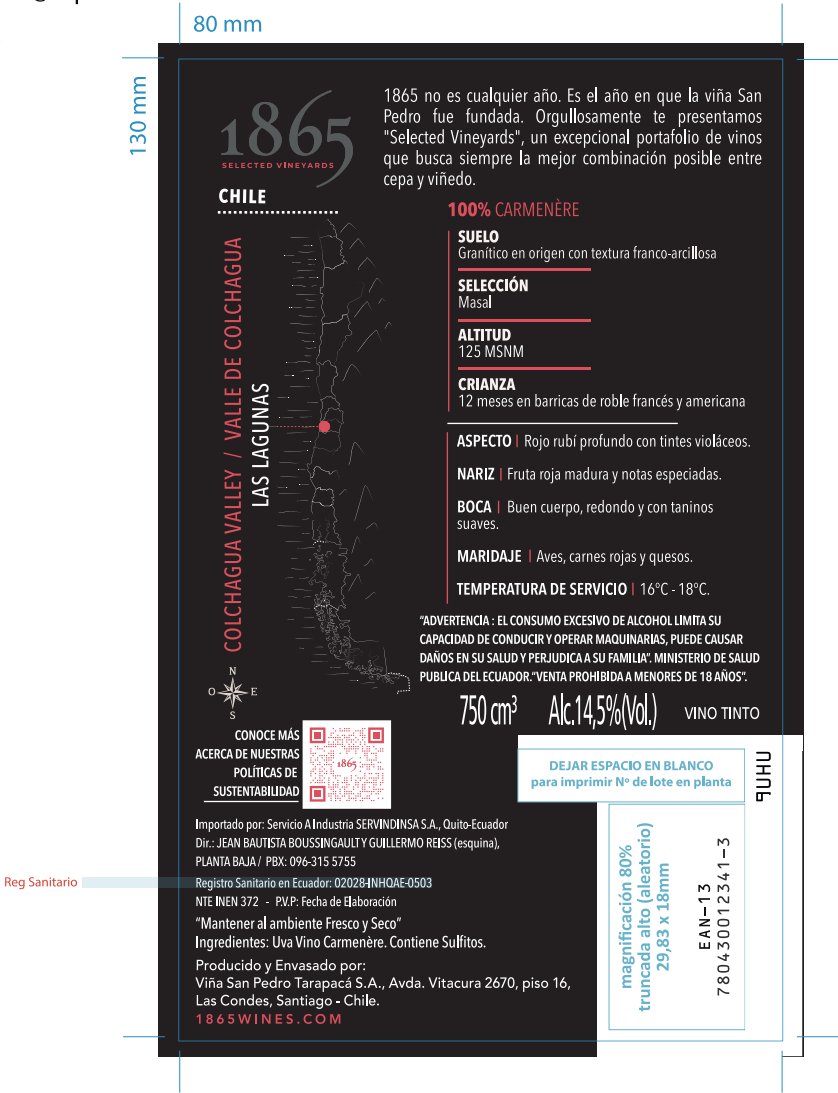 80 mm
130 mm
1865
SELECTED VINEYARDS
CHILE
1865 no es cualquier año. Es el año en que la viña San
Pedro fue fundada. Orgullosamente te presentamos
"Selected Vineyards", un excepcional portafolio de vinos
que busca siempre la mejor combinación posible entre
cepa y viñedo.
COLCHAGUA VALLEY / VALLE DE COLCHAGUA
LAS LAGUNAS
100% CARMENÈRE
SUELO
Granítico en origen con textura franco-arcillosa
SELECCIÓN
Masal
ALTITUD
125 MSNM
CRIANZA
12 meses en barricas de roble francés y americana
ASPECTO | Rojo rubí profundo con tintes violáceos.
NARIZ | Fruta roja madura y notas especiadas.
BOCA | Buen cuerpo, redondo y con taninos
suaves.
MARIDAJE | Aves, carnes rojas y quesos.
TEMPERATURA DE SERVICIO | 16°C - 18°C.
"ADVERTENCIA : EL CONSUMO EXCESIVO DE ALCOHOL LIMITA SU
CAPACIDAD DE CONDUCIR Y OPERAR MAQUINARIAS, PUEDE CAUSAR
DAÑOS EN SU SALUD Y PERJUDICA A SU FAMILIA". MINISTERIO DE SALUD
PUBLICA DEL ECUADOR."VENTA PROHIBIDA A MENORES DE 18 AÑOS".
N
O E
S
750 cm³ Alc.14,5%(Vol.) VINO TINTO
CONOCE MÁS
ACERCA DE NUESTRAS
POLÍTICAS DE
SUSTENTABILIDAD
1865
DEJAR ESPACIO EN BLANCO
para imprimir Nº de lote en planta
Importado por: Servicio A Industria SERVINDINSA S.A., Quito-Ecuador
Dir.: JEAN BAUTISTA BOUSSINGAULT Y GUILLERMO REISS (esquina),
PLANTA BAJA / PBX: 096-315 5755
Reg Sanitario
Registro Sanitario en Ecuador: 02028-INHQAE-0503
NTE INEN 372 - P.V.P: Fecha de Elaboración
"Mantener al ambiente Fresco y Seco"
Ingredientes: Uva Vino Carmenère. Contiene Sulfitos.
Producido y Envasado por:
Viña San Pedro Tarapacá S.A., Avda. Vitacura 2670, piso 16,
Las Condes, Santiago - Chile.
1865WINES.COM
magnificación 80%
truncada alto (aleatorio)
29,83 x 18mm
EAN-13
780430012341-3